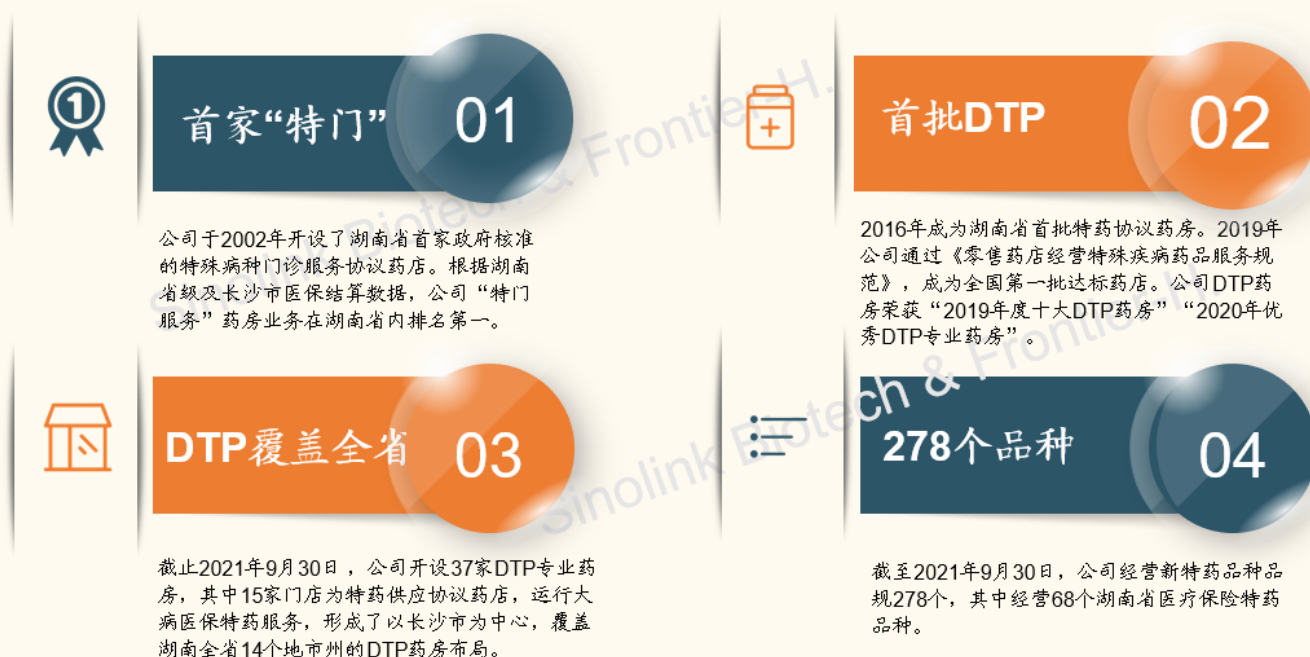 首家“特门”
01
公司于2002年开设了湖南省首家政府核准
的特殊病种门诊服务协议药店。根据湖南
省级及长沙市医保结算数据，公司“特门
服务”药房业务在湖南省内排名第一。
首批DTP
02
2016年成为湖南省首批特药协议药房。2019年
公司通过《零售药店经营特殊疾病药品服务规
范》，成为全国第一批达标药店。公司DTP药
房荣获“2019年度十大DTP药房”“2020年优
秀DTP专业药房”。
DTP覆盖全省
03
截止2021年9月30日，公司开设37家DTP专业药
房，其中15家门店为特药供应协议药店，运行大
病医保特药服务，形成了以长沙市为中心，覆盖
湖南全省14个地市州的DTP药房布局。
278个品种
04
截至2021年9月30日，公司经营新特药品种品
规278个，其中经营68个湖南省医疗保险特药
品种。
Sinolink Biotech & Frontier H.
Sinolink Biotech & Frontier H.
1